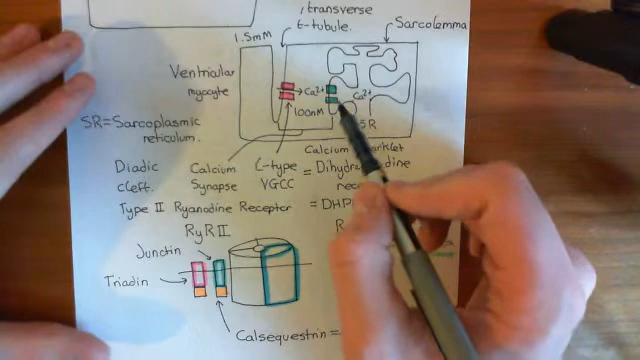 transverse
t-tubule.
Sarcolemma
1.5mM
Ventricular
myocyte
Ca2+
Ca2+
100nM
SR
SR=Sarcoplasmic
reticulum.
Calcium
Diadic
cleft.
Calcium
Synapse
L-type
VGCC
=
Type II Ryanodine Receptor
= DHP
RyR II
R
Junctin
Triadin
Calsequestrin =